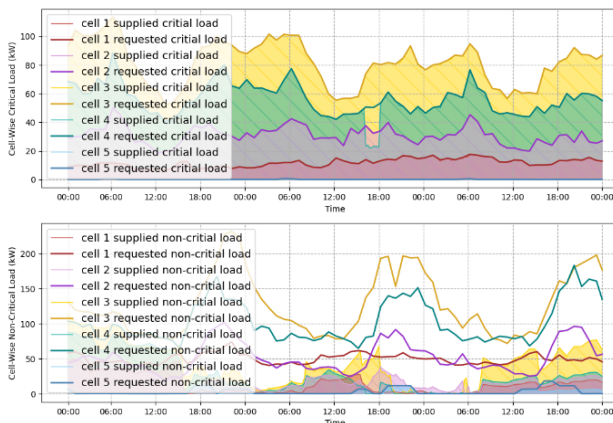 Cell-Wise Critical Load (kW)
100
80
60
40
20
0
cell 1 supplied critial load
cell 1 requested critial load
cell 2 supplied critial load
cell 2 requested critial load
cell 3 supplied critial load
cell 3 requested critial load
cell 4 supplied critial load
cell 4 requested critial load
cell 5 supplied critial load
cell 5 requested critial load
00:00 06:00 12:00 18:00 00:00 06:00 12:00 18:00 00:00 06:00 12:00 18:00 00:00
Time
Cell-Wise Non-Critical Load (kW)
200
150
100
50
0
cell 1 supplied non-critial load
cell 1 requested non-critial load
cell 2 supplied non-critial load
cell 2 requested non-critial load
cell 3 supplied non-critial load
cell 3 requested non-critial load
cell 4 supplied non-critial load
cell 4 requested non-critial load
cell 5 supplied non-critial load
cell 5 requested non-critial load
00:00 06:00 12:00 18:00 00:00 06:00 12:00 18:00 00:00 06:00 12:00 18:00 00:00
Time